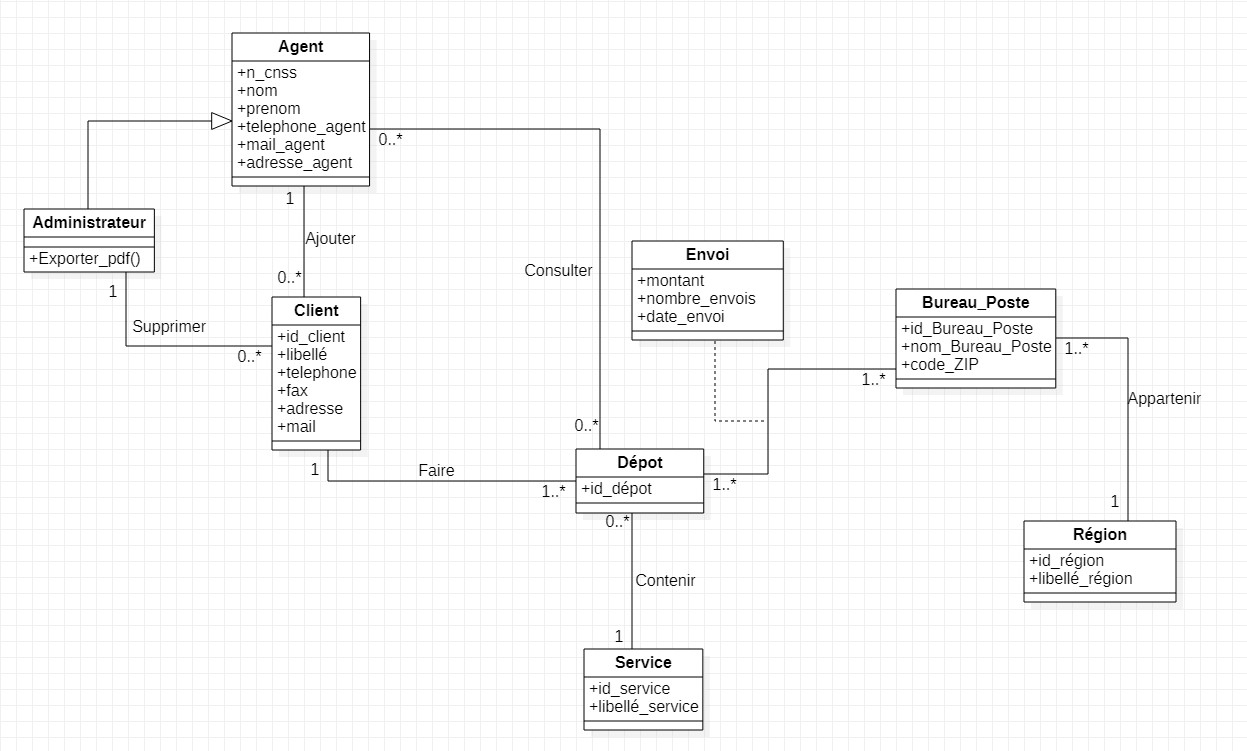 Agent
+n_cnss
+nom
+prenom
+telephone_agent
+mail_agent
+adresse_agent
0..*
1
Ajouter
0..*
Administrateur
+Exporter_pdf()
1
Supprimer
0..*
Client
+id_client
+libellé
+telephone
+fax
+adresse
+mail
1
Faire
1..*
Consulter
0..*
Envoi
+montant
+nombre_envois
+date_envoi
Bureau_Poste
+id_Bureau_Poste
+nom_Bureau_Poste
+code_ZIP
1..*
1..*
Appartenir
1
Dépot
+id_dépot
1..*
0..*
Contenir
1
Région
+id_région
+libellé_région
Service
+id_service
+libellé_service